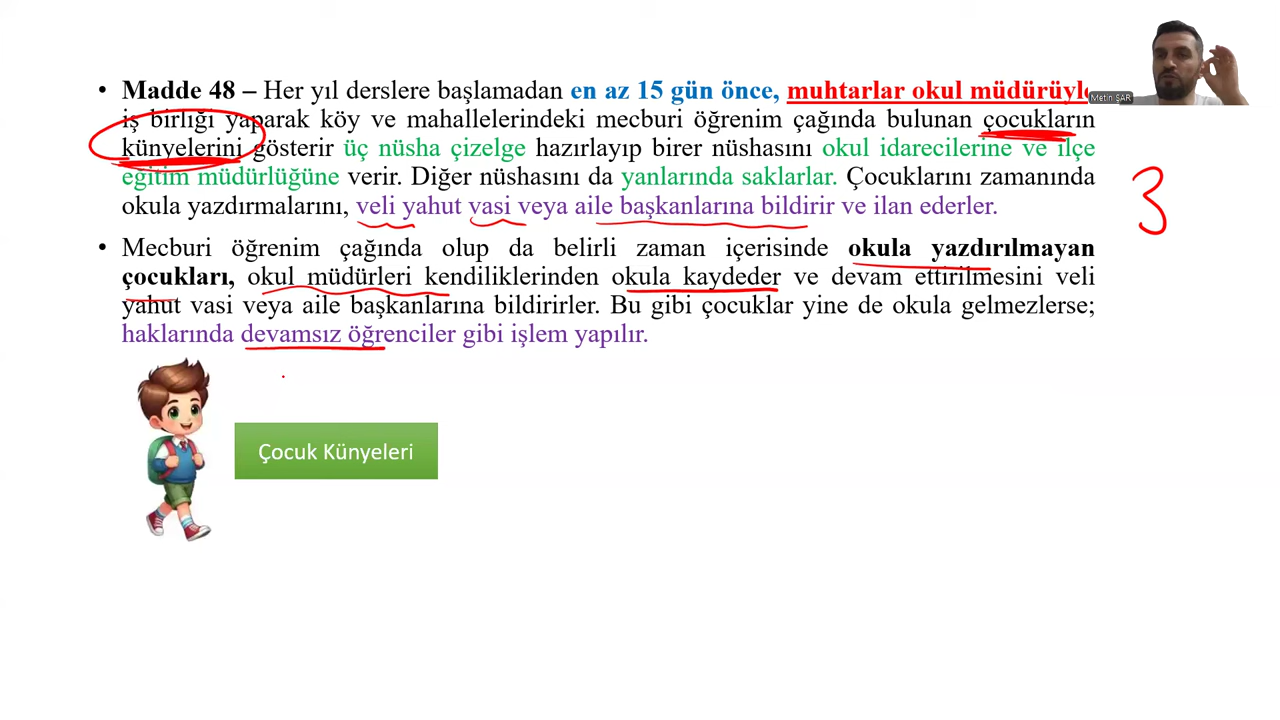 • Madde 48 – Her yıl derslere başlamadan en az 15 gün önce, muhtarlar okul müdürüyle
Metin ŞAR
iş birliği yaparak köy ve mahallelerindeki mecburi öğrenim çağında bulunan çocukların
künyelerini gösterir üç nüsha çizelge hazırlayıp birer nüshasını okul idarecilerine ve ilçe
eğitim müdürlüğüne verir. Diğer nüshasını da yanlarında saklarlar. Çocuklarını zamanında
okula yazdırmalarını, veli yahut vasi veya aile başkanlarına bildirir ve ilan ederler.
3
• Mecburi öğrenim çağında olup da belirli zaman içerisinde okula yazdırılmayan
çocukları, okul müdürleri kendiliklerinden okula kaydeder ve devam ettirilmesini veli
yahut vasi veya aile başkanlarına bildirirler. Bu gibi çocuklar yine de okula gelmezlerse;
haklarında devamsız öğrenciler gibi işlem yapılır.
Çocuk Künyeleri